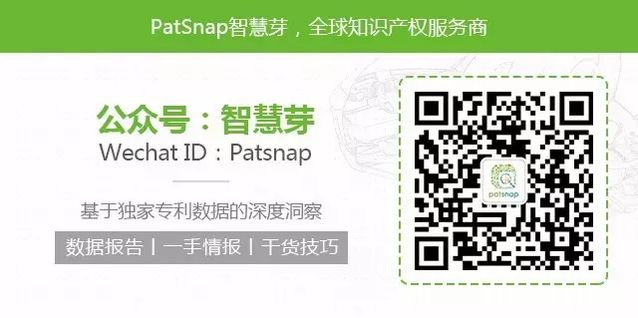 PatSnap智慧芽，全球知识产权服务商
公众号：智慧芽
Wechat ID：Patsnap
基于独家专利数据的深度洞察
数据报告丨一手情报丨干货技巧
patsnap